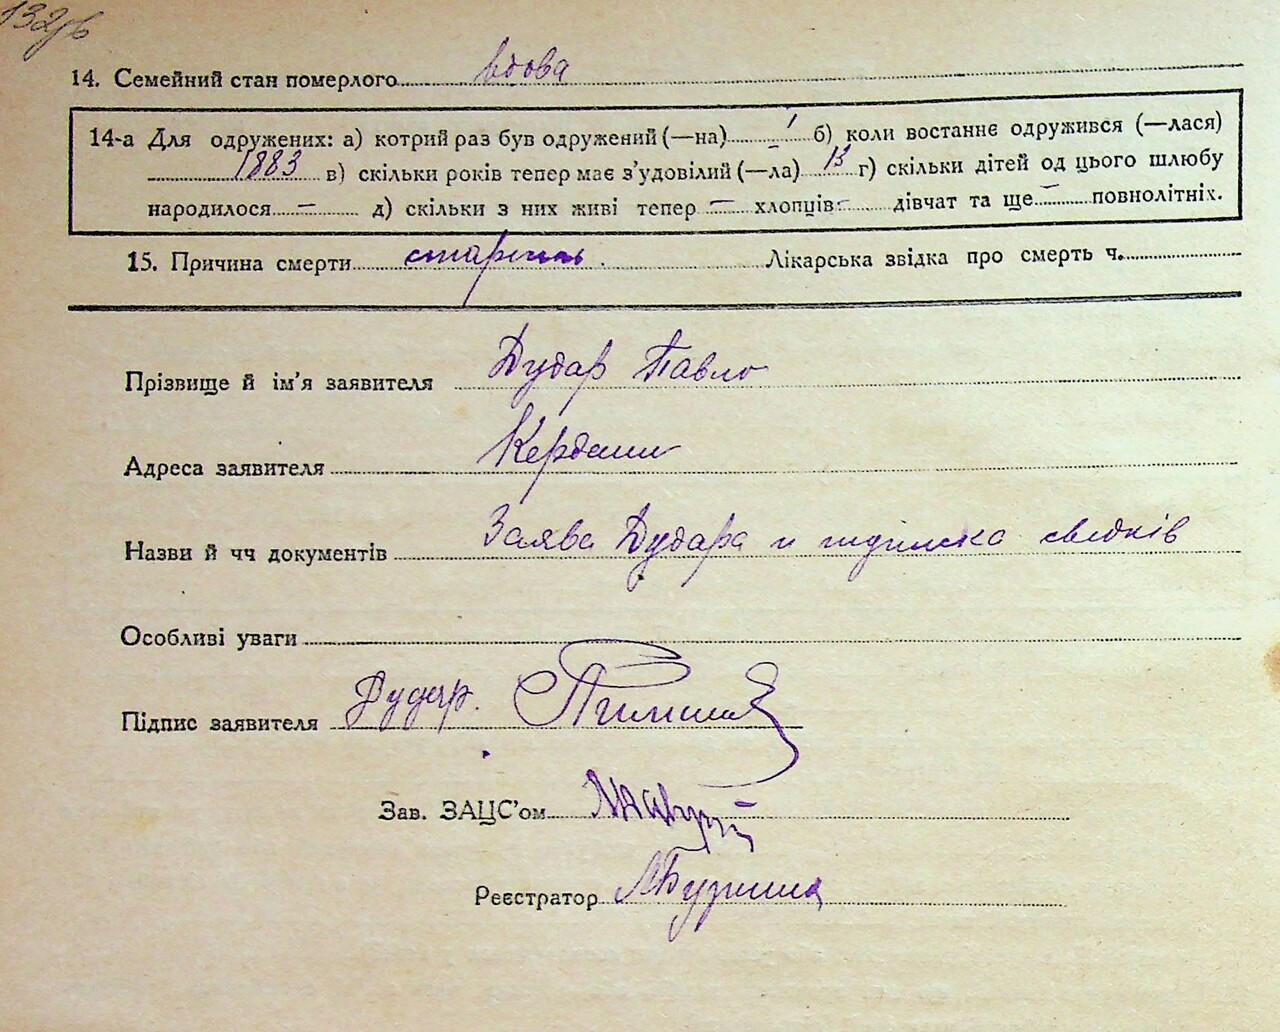 132зв
14. Семейний стан померлого вдова
14-а Для одружених: а) котрий раз був одружений (—на) 1 б) коли востаннє одружився (—лася)
1883 в) скільки років тепер має з'удовілий (—ла) 13 г) скільки дітей од цього шлюбу
народилося — д) скільки з них живі тепер — хлопців — дівчат та ще — повнолітніх.
15. Причина смерти старість. Лікарська звідка про смерть ч.
Прізвище й ім'я заявителя Дудар Павло
Адреса заявителя Кердани
Назви й чч документів Заява Дударя и підписка свідків
Особливі уваги
Підпис заявителя Дудар.
Зав. ЗАЦС'ом
Реєстратор